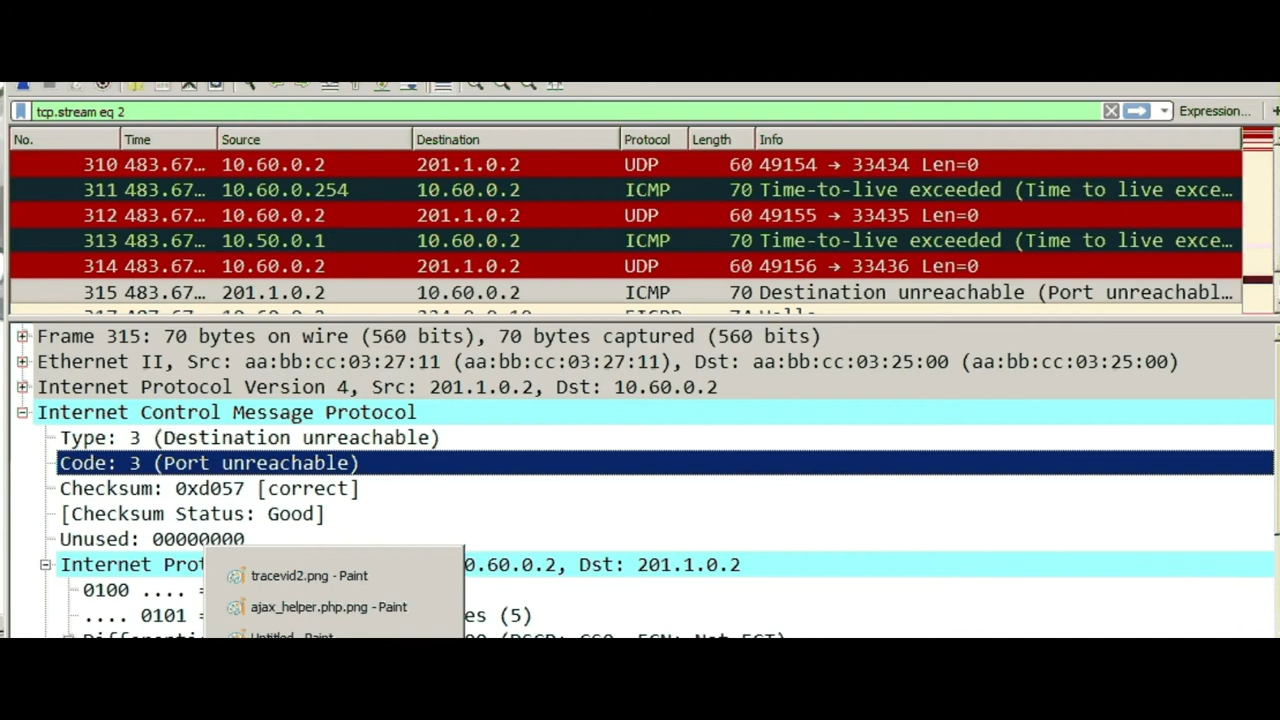 tcp.stream eq 2 Expression... +
No. Time Source Destination Protocol Length Info
310 483.67… 10.60.0.2 201.1.0.2 UDP 60 49154 → 33434 Len=0
311 483.67… 10.60.0.254 10.60.0.2 ICMP 70 Time-to-live exceeded (Time to live exce…
312 483.67… 10.60.0.2 201.1.0.2 UDP 60 49155 → 33435 Len=0
313 483.67… 10.50.0.1 10.60.0.2 ICMP 70 Time-to-live exceeded (Time to live exce…
314 483.67… 10.60.0.2 201.1.0.2 UDP 60 49156 → 33436 Len=0
315 483.67… 201.1.0.2 10.60.0.2 ICMP 70 Destination unreachable (Port unreachabl…
Frame 315: 70 bytes on wire (560 bits), 70 bytes captured (560 bits)
Ethernet II, Src: aa:bb:cc:03:27:11 (aa:bb:cc:03:27:11), Dst: aa:bb:cc:03:25:00 (aa:bb:cc:03:25:00)
Internet Protocol Version 4, Src: 201.1.0.2, Dst: 10.60.0.2
Internet Control Message Protocol
Type: 3 (Destination unreachable)
Code: 3 (Port unreachable)
Checksum: 0xd057 [correct]
[Checksum Status: Good]
Unused: 00000000
Internet Prot 0.60.0.2, Dst: 201.1.0.2
tracevid2.png - Paint
0100 .... =
ajax_helper.php.png - Paint
.... 0101 = es (5)
Untitled - Paint